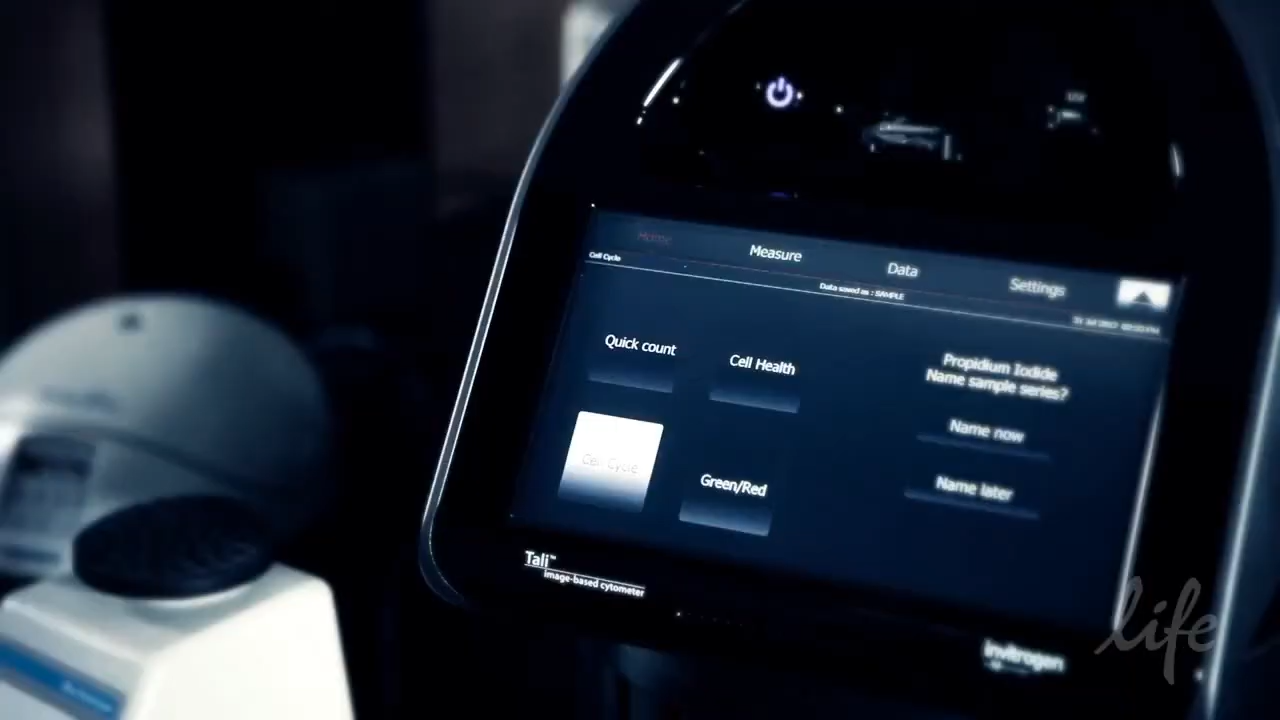 Home
Measure
Data
Settings
Cell Cycle
Data saved as : SAMPLE
Quick count
Cell Health
Cell Cycle
Green/Red
Propidium Iodide
Name sample series?
Name now
Name later
Tali™
image-based cytometer
invitrogen
life